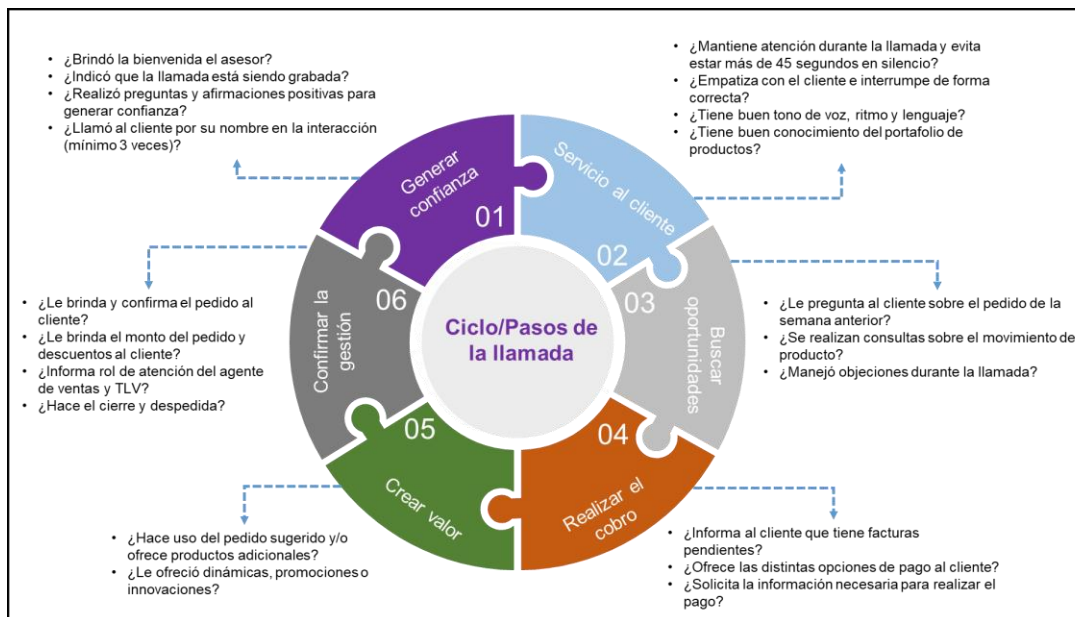 • ¿Brindó la bienvenida el asesor?
• ¿Indicó que la llamada está siendo grabada?
• ¿Realizó preguntas y afirmaciones positivas para
generar confianza?
• ¿Llamó al cliente por su nombre en la interacción
(mínimo 3 veces)?
• ¿Mantiene atención durante la llamada y evita
estar más de 45 segundos en silencio?
• ¿Empatiza con el cliente e interrumpe de forma
correcta?
• ¿Tiene buen tono de voz, ritmo y lenguaje?
• ¿Tiene buen conocimiento del portafolio de
productos?
Generar
confianza
01
Servicio al cliente
02
03
Buscar
oportunidades
04
Realizar el
cobro
05
Crear valor
06
Confirmar la
gestión
Ciclo/Pasos de
la llamada
• ¿Le pregunta al cliente sobre el pedido de la
semana anterior?
• ¿Se realizan consultas sobre el movimiento de
producto?
• ¿Manejó objeciones durante la llamada?
• ¿Le brinda y confirma el pedido al
cliente?
• ¿Le brinda el monto del pedido y
descuentos al cliente?
• ¿Informa rol de atención del agente
de ventas y TLV?
• ¿Hace el cierre y despedida?
• ¿Hace uso del pedido sugerido y/o
ofrece productos adicionales?
• ¿Le ofreció dinámicas, promociones o
innovaciones?
• ¿Informa al cliente que tiene facturas
pendientes?
• ¿Ofrece las distintas opciones de pago al cliente?
• ¿Solicita la información necesaria para realizar el
pago?